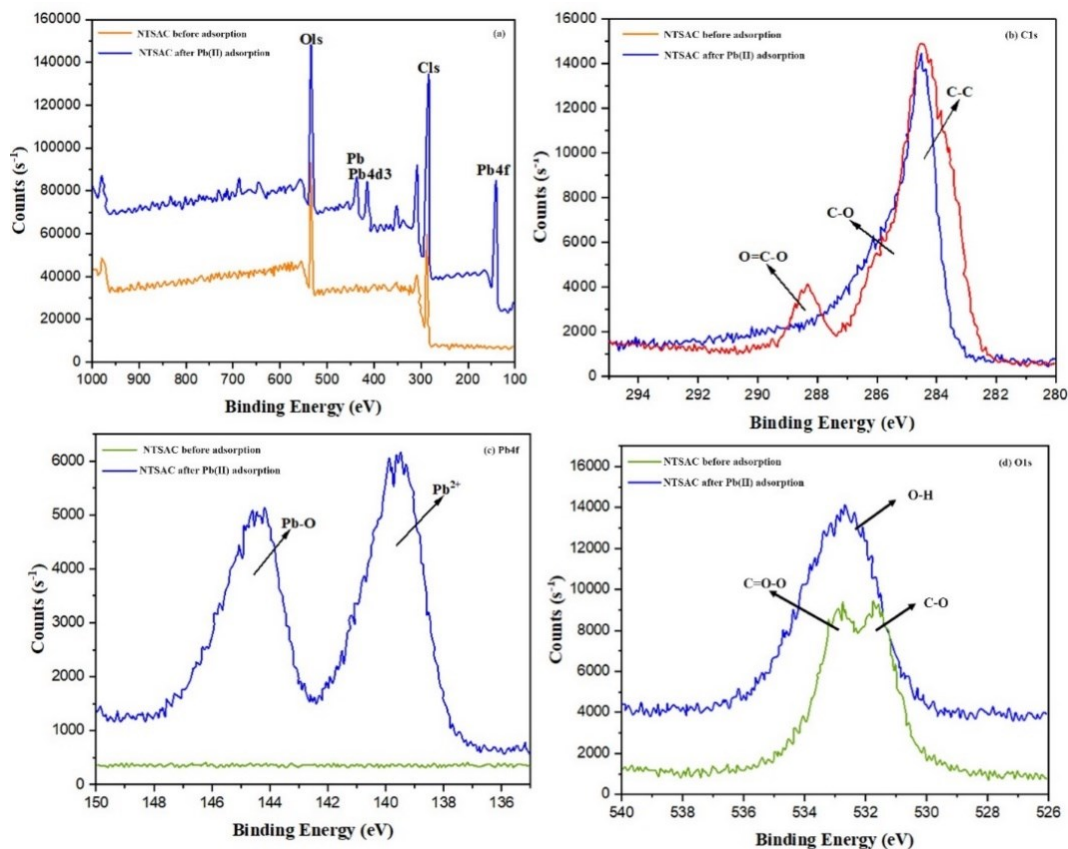 (a)
NTSAC before adsorption
NTSAC after Pb(II) adsorption
Counts (s⁻¹)
160000
140000
120000
100000
80000
60000
40000
20000
0
O1s
C1s
Pb
Pb4d3
Pb4f
1000 900 800 700 600 500 400 300 200 100
Binding Energy (eV)
(b) C1s
NTSAC before adsorption
NTSAC after Pb(II) adsorption
Counts (s⁻¹)
16000
14000
12000
10000
8000
6000
4000
2000
0
C-C
C-O
O=C-O
294 292 290 288 286 284 282 280
Binding Energy (eV)
(c) Pb4f
NTSAC before adsorption
NTSAC after Pb(II) adsorption
Counts (s⁻¹)
6000
5000
4000
3000
2000
1000
0
Pb-O
Pb²⁺
150 148 146 144 142 140 139 138 136
Binding Energy (eV)
(d) O1s
NTSAC before adsorption
NTSAC after Pb(II) adsorption
Counts (s⁻¹)
16000
14000
12000
10000
8000
6000
4000
2000
0
O-H
C=O-O
C-O
540 538 536 534 532 530 528 526
Binding Energy (eV)